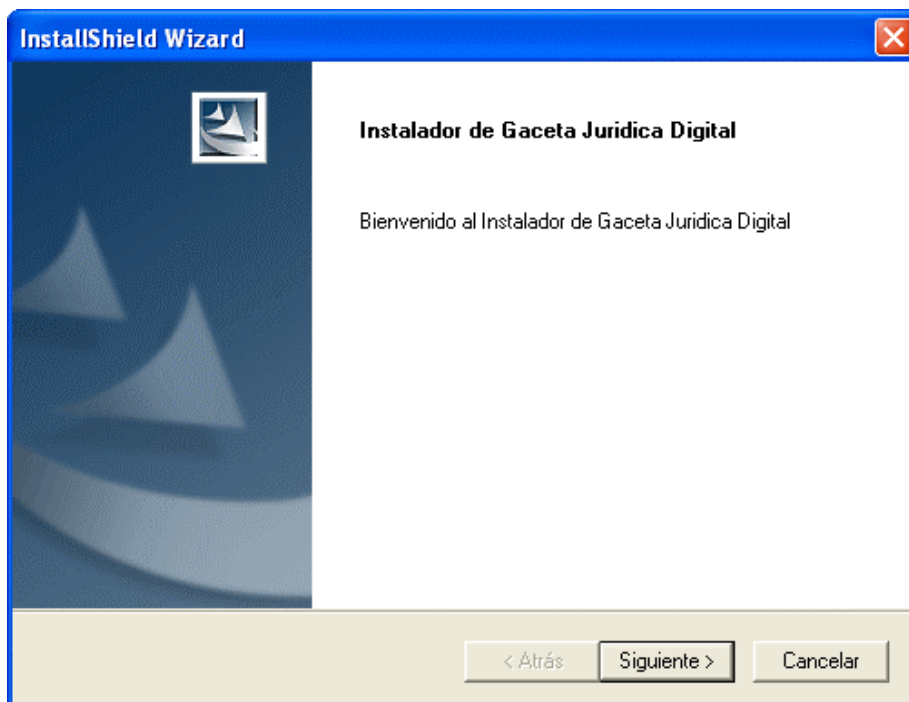 InstallShield Wizard
Instalador de Gaceta Juridica Digital
Bienvenido al Instalador de Gaceta Juridica Digital
< Atrás
Siguiente >
Cancelar